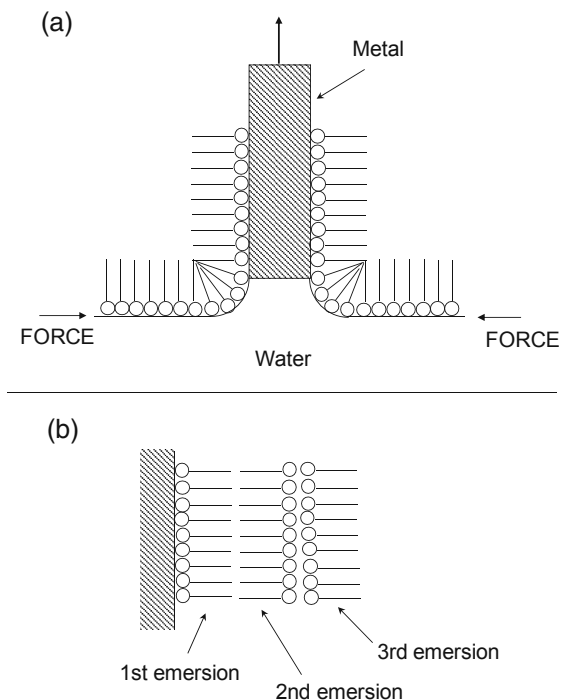 (a)
Metal
FORCE
FORCE
Water
(b)
1st emersion
2nd emersion
3rd emersion